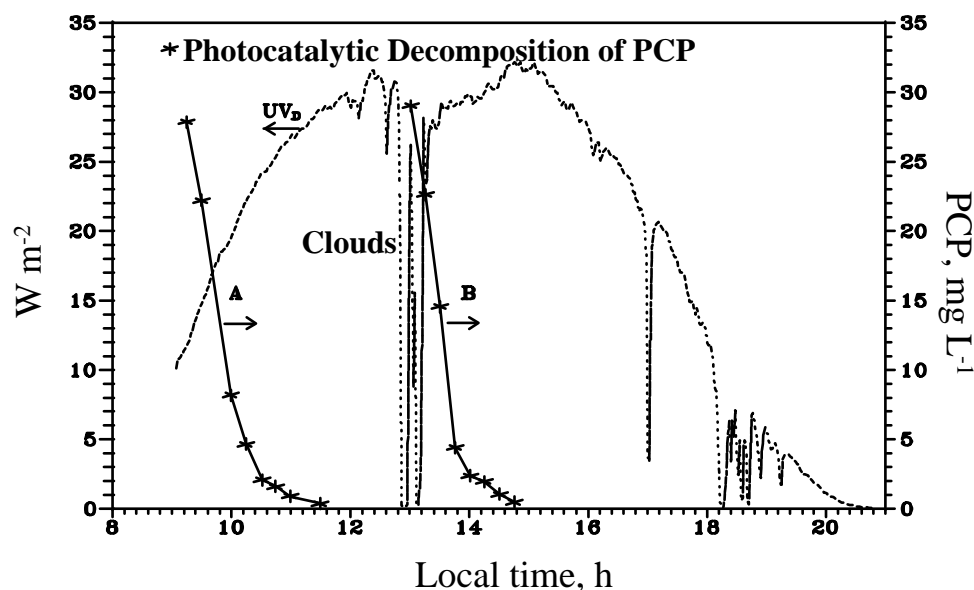 Photocatalytic Decomposition of PCP
UV_D
Clouds
A
B
35
30
25
20
15
10
5
0
W m-2
35
30
25
20
15
10
5
0
PCP, mg L-1
8 10 12 14 16 18 20
Local time, h